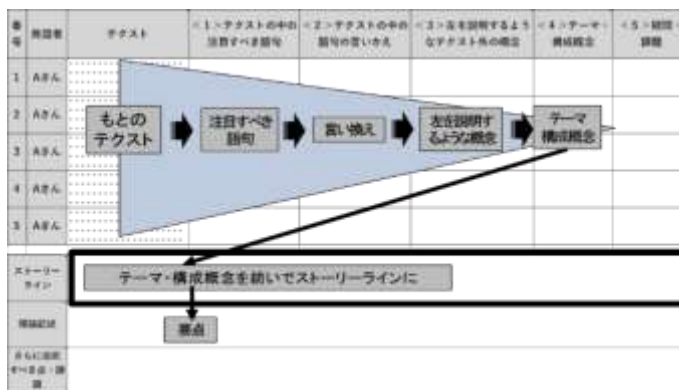 番号
発話者
テクスト
<1>テクストの中の
注目すべき語句
<2>テクストの中の
語句の言いかえ
<3>左を説明するよう
なテクスト外の概念
<4>テーマ・
構成概念
<5>疑問・
課題
1 Aさん
2 Aさん
3 Aさん
4 Aさん
5 Aさん
もとの
テクスト
注目すべき
語句
言い換え
左を説明す
るような概念
テーマ
構成概念
ストーリー
ライン
テーマ・構成概念を紡いでストーリーラインに
理論記述
要点
さらに追究
すべき点・課
題